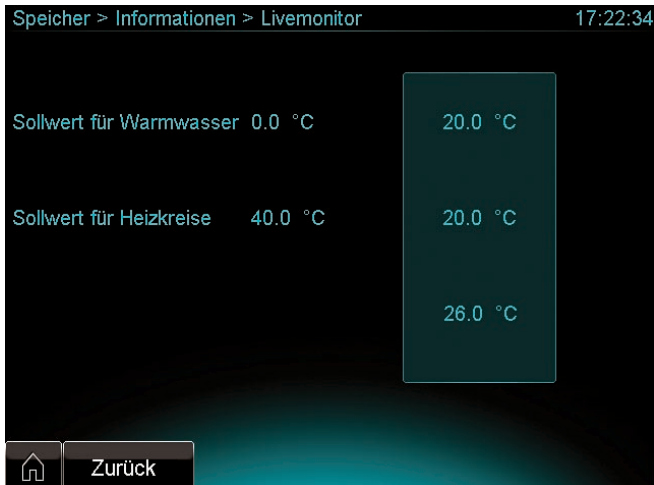 Speicher > Informationen > Livemonitor 17:22:34
Sollwert für Warmwasser 0.0 °C 20.0 °C
Sollwert für Heizkreise 40.0 °C 20.0 °C
26.0 °C
Zurück